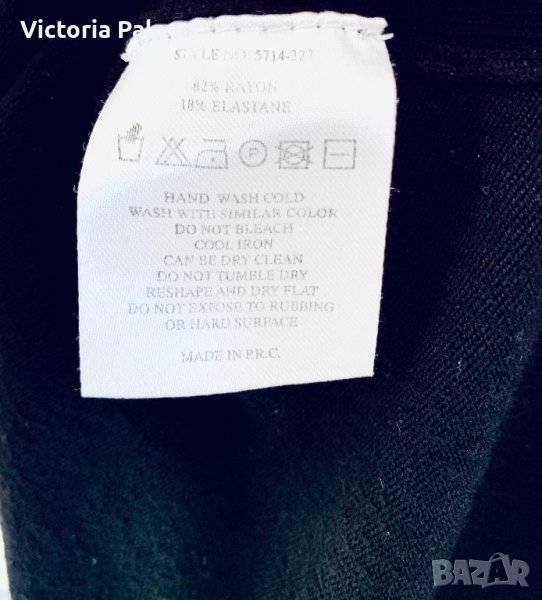 Victoria Pal
STYLE NO. 5714-327
82% RAYON
18% ELASTANE
P
HAND WASH COLD
WASH WITH SIMILAR COLOR
DO NOT BLEACH
COOL IRON
CAN BE DRY CLEAN
DO NOT TUMBLE DRY
RESHAPE AND DRY FLAT
DO NOT EXPOSE TO RUBBING
OR HARD SURFACE
MADE IN P.R.C.
BAZAR